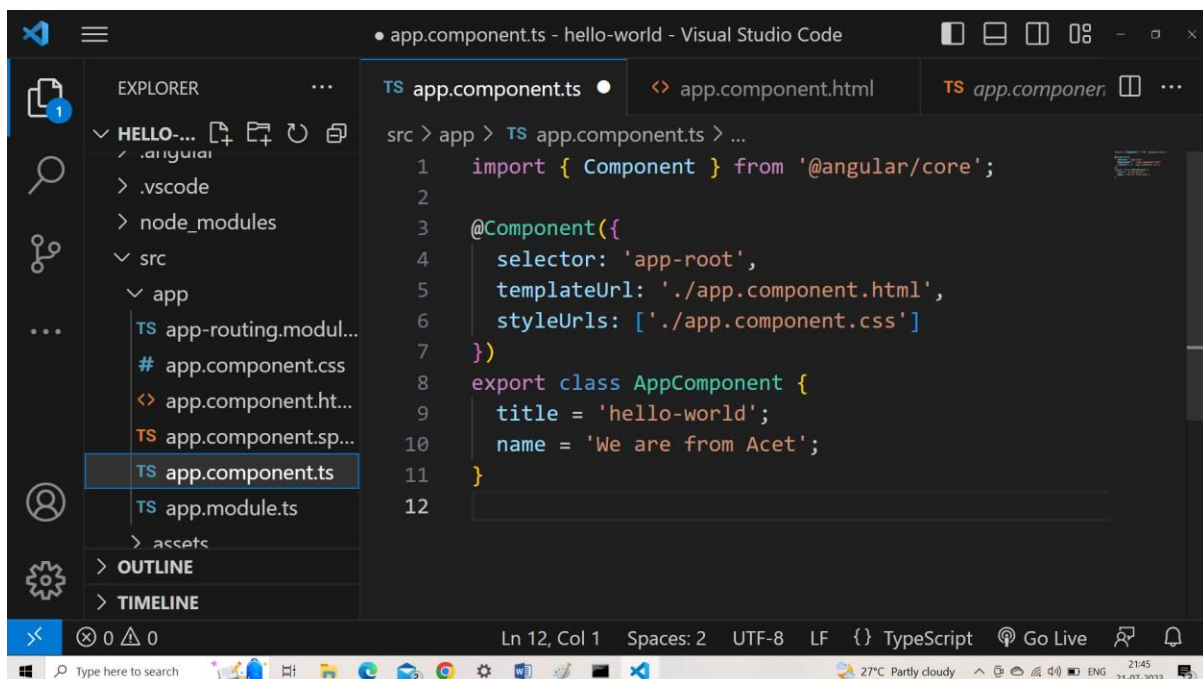 ● app.component.ts - hello-world - Visual Studio Code
EXPLORER ...
TS app.component.ts ●
<> app.component.html
TS app.componen
1
HELLO-...
src > app > TS app.component.ts > ...
.angular
> .vscode
> node_modules
src
app
TS app-routing.modul...
# app.component.css
<> app.component.ht...
TS app.component.sp...
TS app.component.ts
TS app.module.ts
> assets
> OUTLINE
> TIMELINE
1 import { Component } from '@angular/core';
2
3 @Component({
4 selector: 'app-root',
5 templateUrl: './app.component.html',
6 styleUrls: ['./app.component.css']
7 })
8 export class AppComponent {
9 title = 'hello-world';
10 name = 'We are from Acet';
11 }
12
0 0 Ln 12, Col 1 Spaces: 2 UTF-8 LF {} TypeScript Go Live
Type here to search 27°C Partly cloudy ENG 21:45
21-07-2023